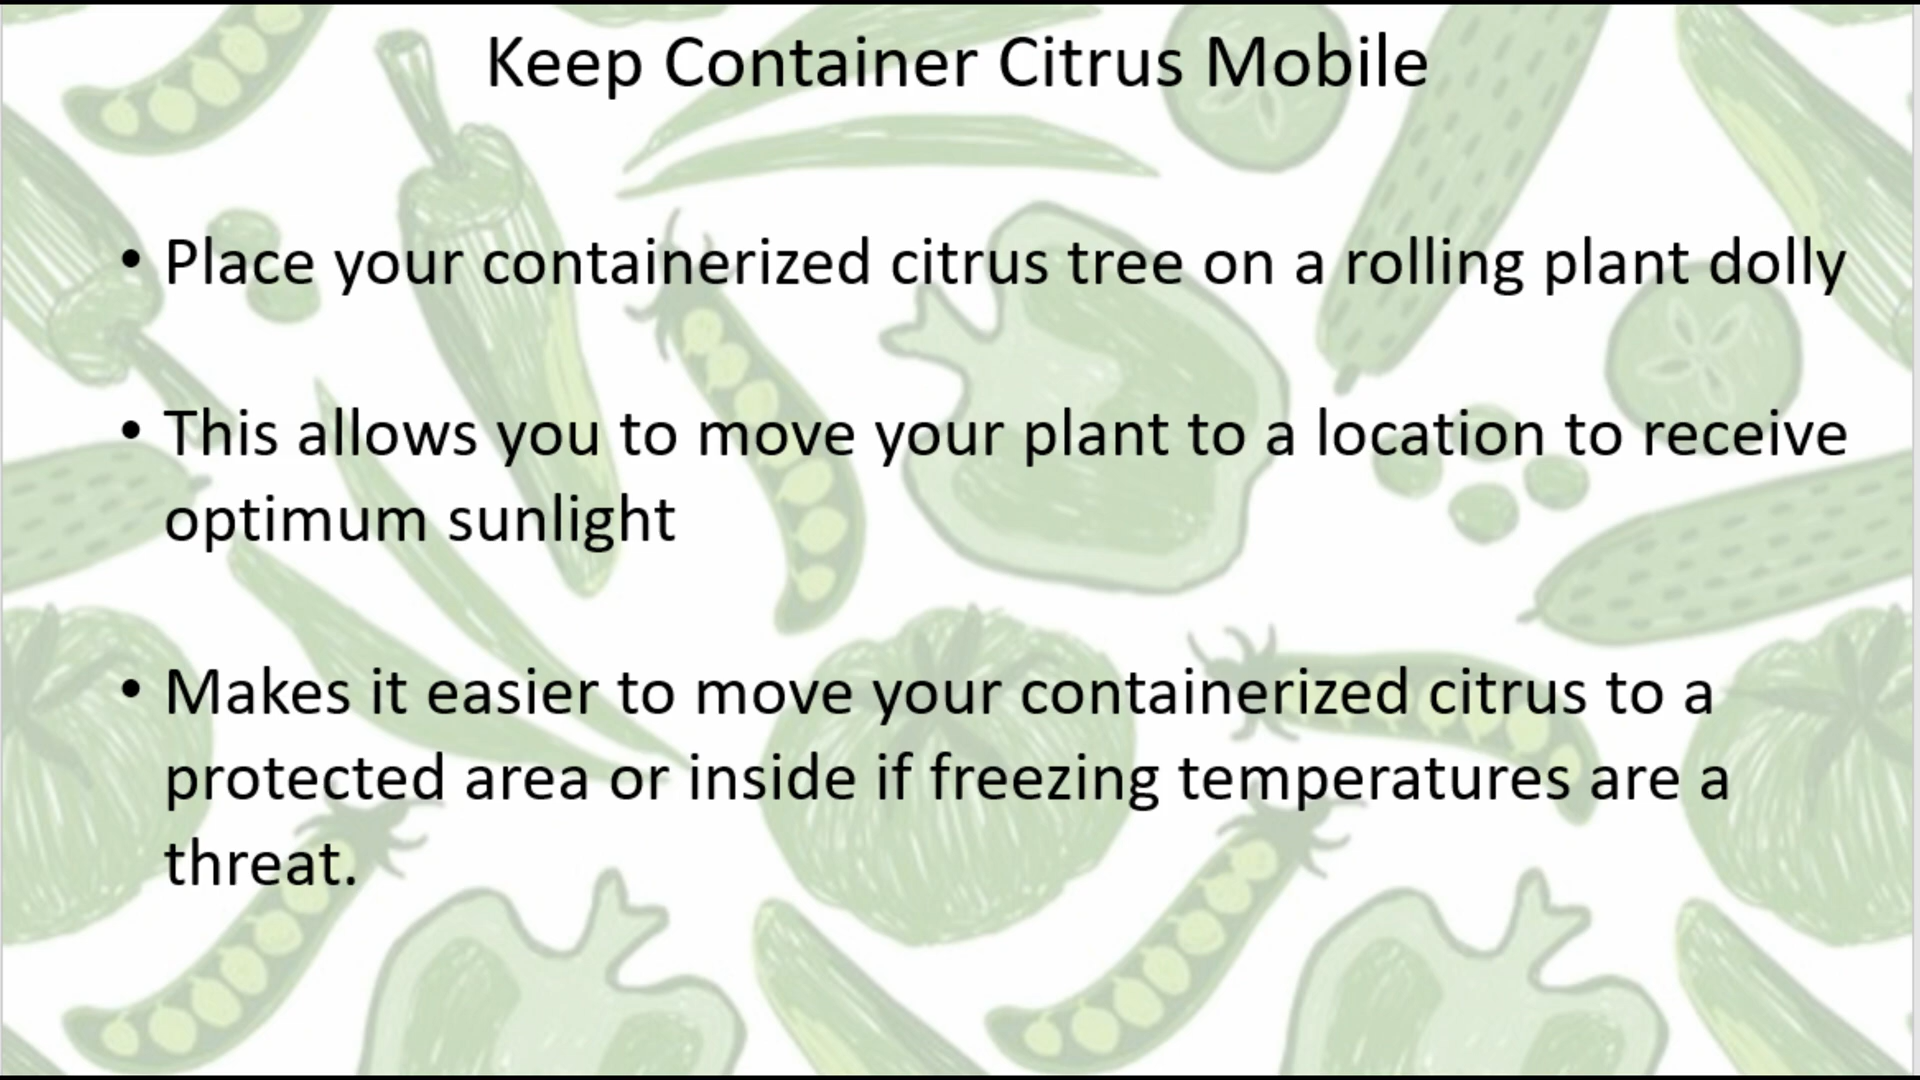 Keep Container Citrus Mobile
• Place your containerized citrus tree on a rolling plant dolly
• This allows you to move your plant to a location to receive
optimum sunlight
• Makes it easier to move your containerized citrus to a
protected area or inside if freezing temperatures are a
threat.